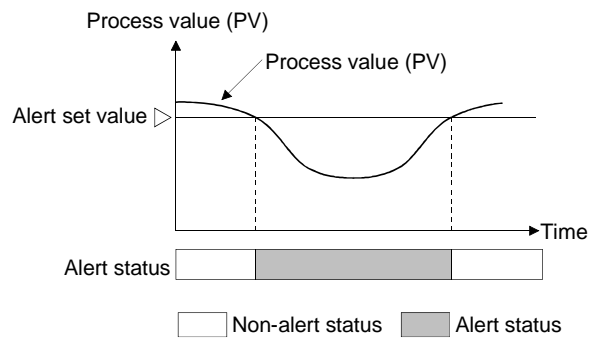 Process value (PV)
Process value (PV)
Alert set value
Time
Alert status
Non-alert status
Alert status